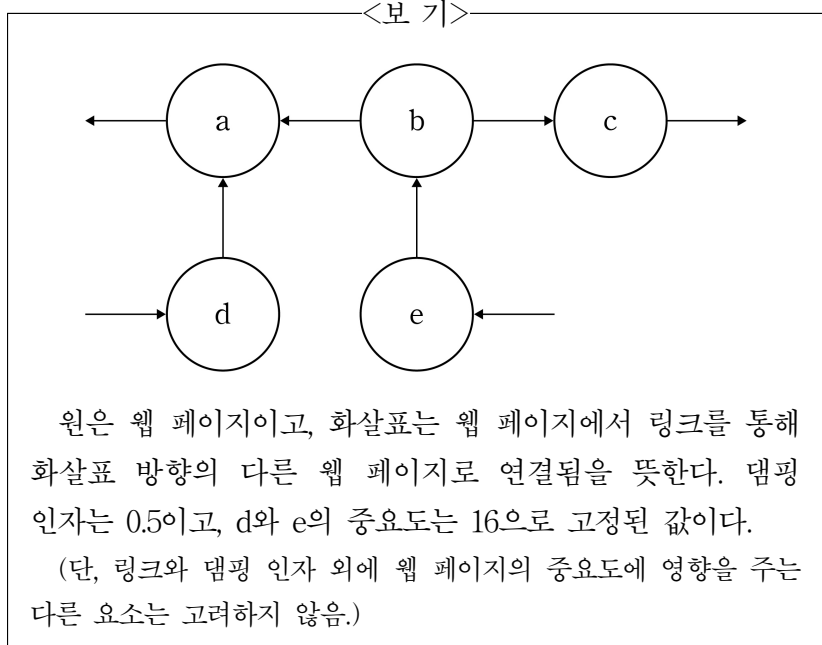 <보 기>
a b c
d e
원은 웹 페이지이고, 화살표는 웹 페이지에서 링크를 통해
화살표 방향의 다른 웹 페이지로 연결됨을 뜻한다. 댐핑
인자는 0.5이고, d와 e의 중요도는 16으로 고정된 값이다.
(단, 링크와 댐핑 인자 외에 웹 페이지의 중요도에 영향을 주는
다른 요소는 고려하지 않음.)